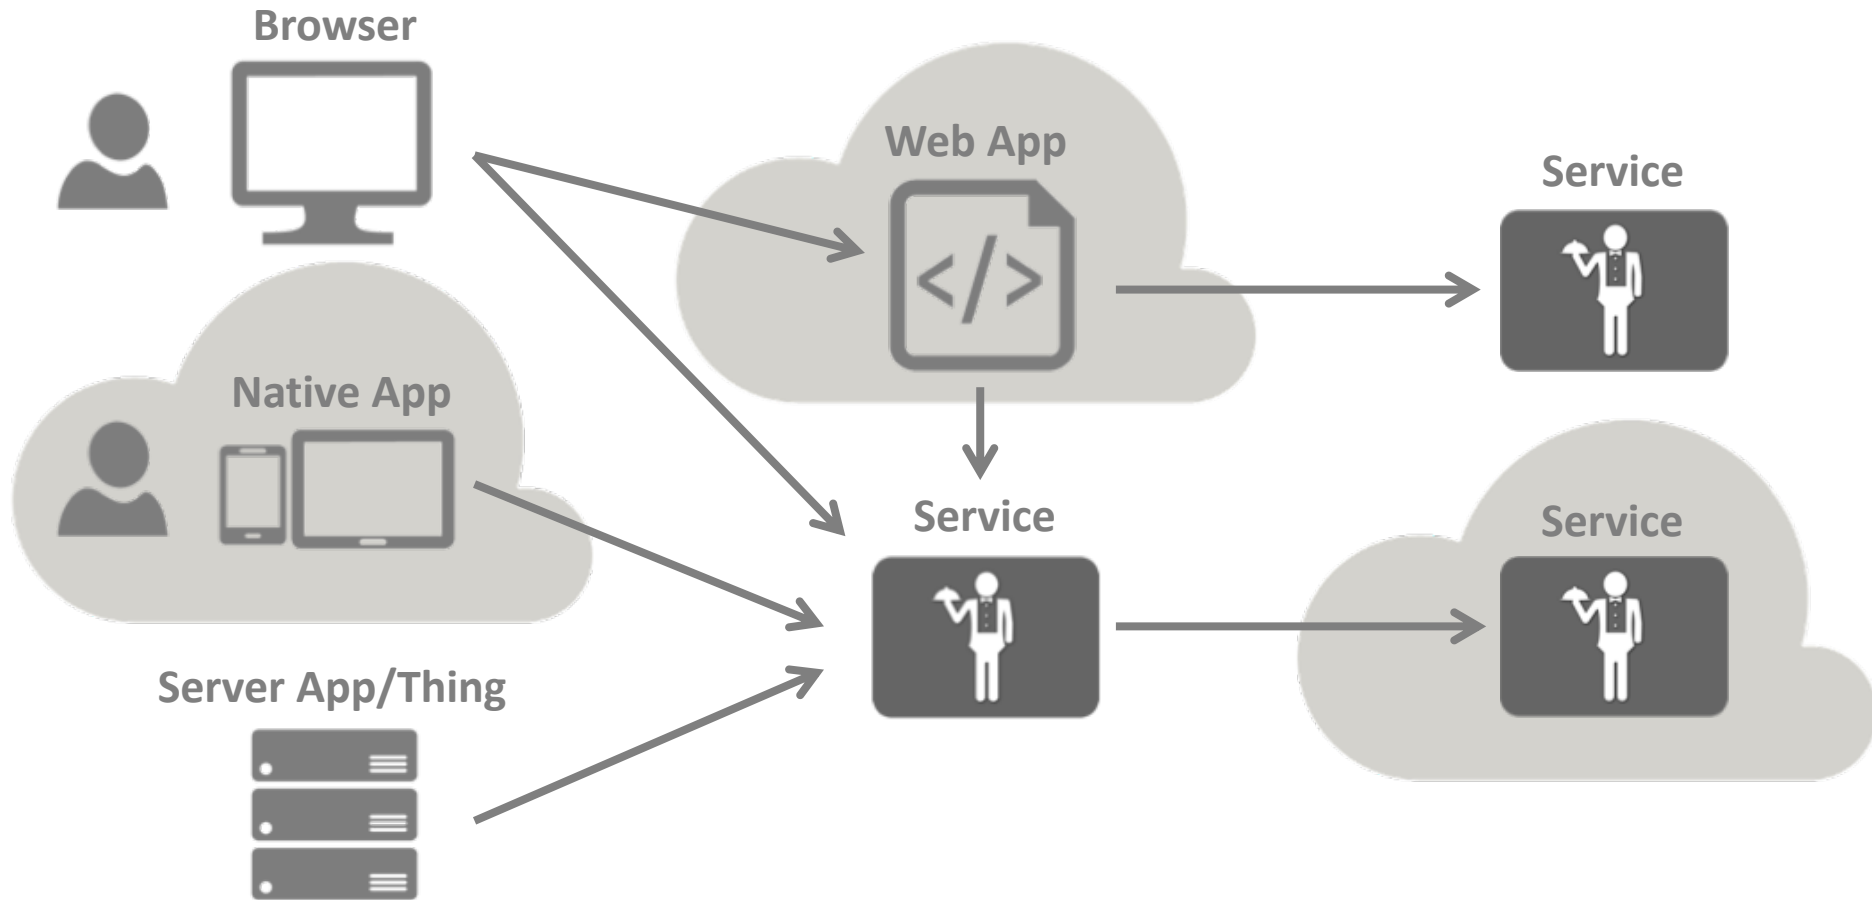 Browser
Web App
</>
Service
Native App
Service
Service
Server App/Thing